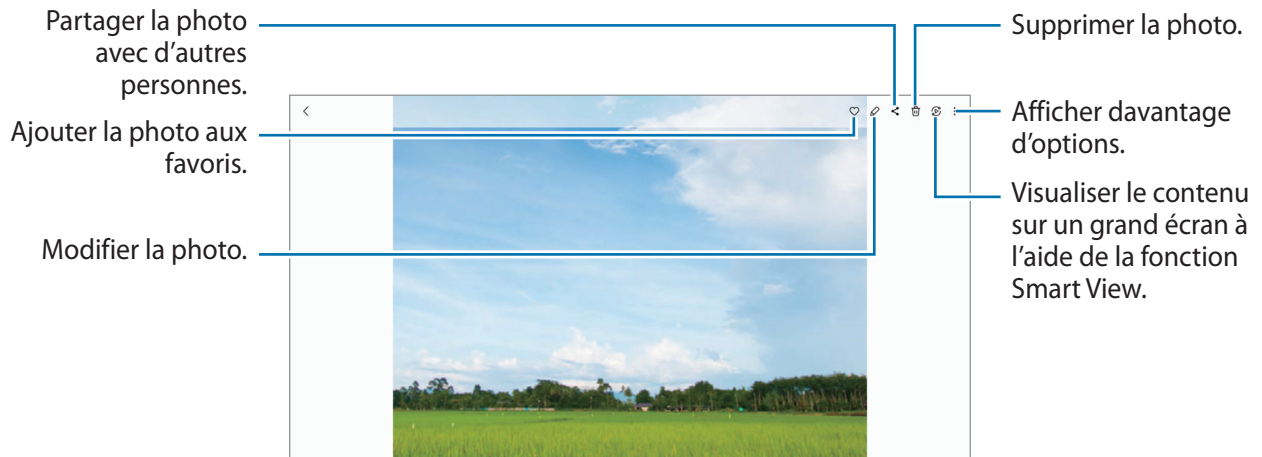 Partager la photo
avec d’autres
personnes.
Ajouter la photo aux
favoris.
Modifier la photo.
Supprimer la photo.
Afficher davantage
d’options.
Visualiser le contenu
sur un grand écran à
l’aide de la fonction
Smart View.